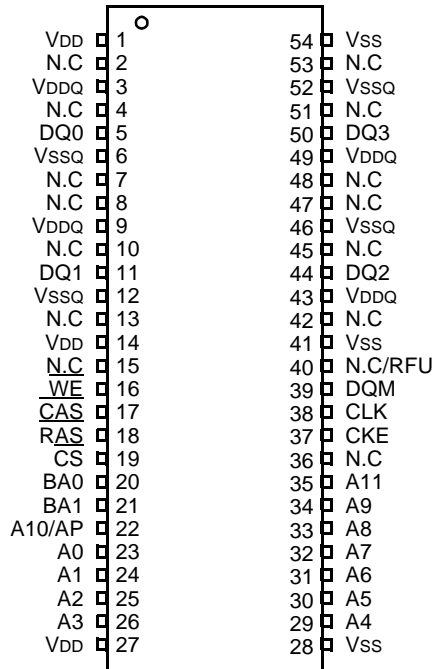 VDD 1 54 VSS
N.C 2 53 N.C
VDDQ 3 52 VSSQ
N.C 4 51 N.C
DQ0 5 50 DQ3
VSSQ 6 49 VDDQ
N.C 7 48 N.C
N.C 8 47 N.C
VDDQ 9 46 VSSQ
N.C 10 45 N.C
DQ1 11 44 DQ2
VSSQ 12 43 VDDQ
N.C 13 42 N.C
VDD 14 41 VSS
N.C 15 40 N.C/RFU
WE 16 39 DQM
CAS 17 38 CLK
RAS 18 37 CKE
CS 19 36 N.C
BA0 20 35 A11
BA1 21 34 A9
A10/AP 22 33 A8
A0 23 32 A7
A1 24 31 A6
A2 25 30 A5
A3 26 29 A4
VDD 27 28 VSS